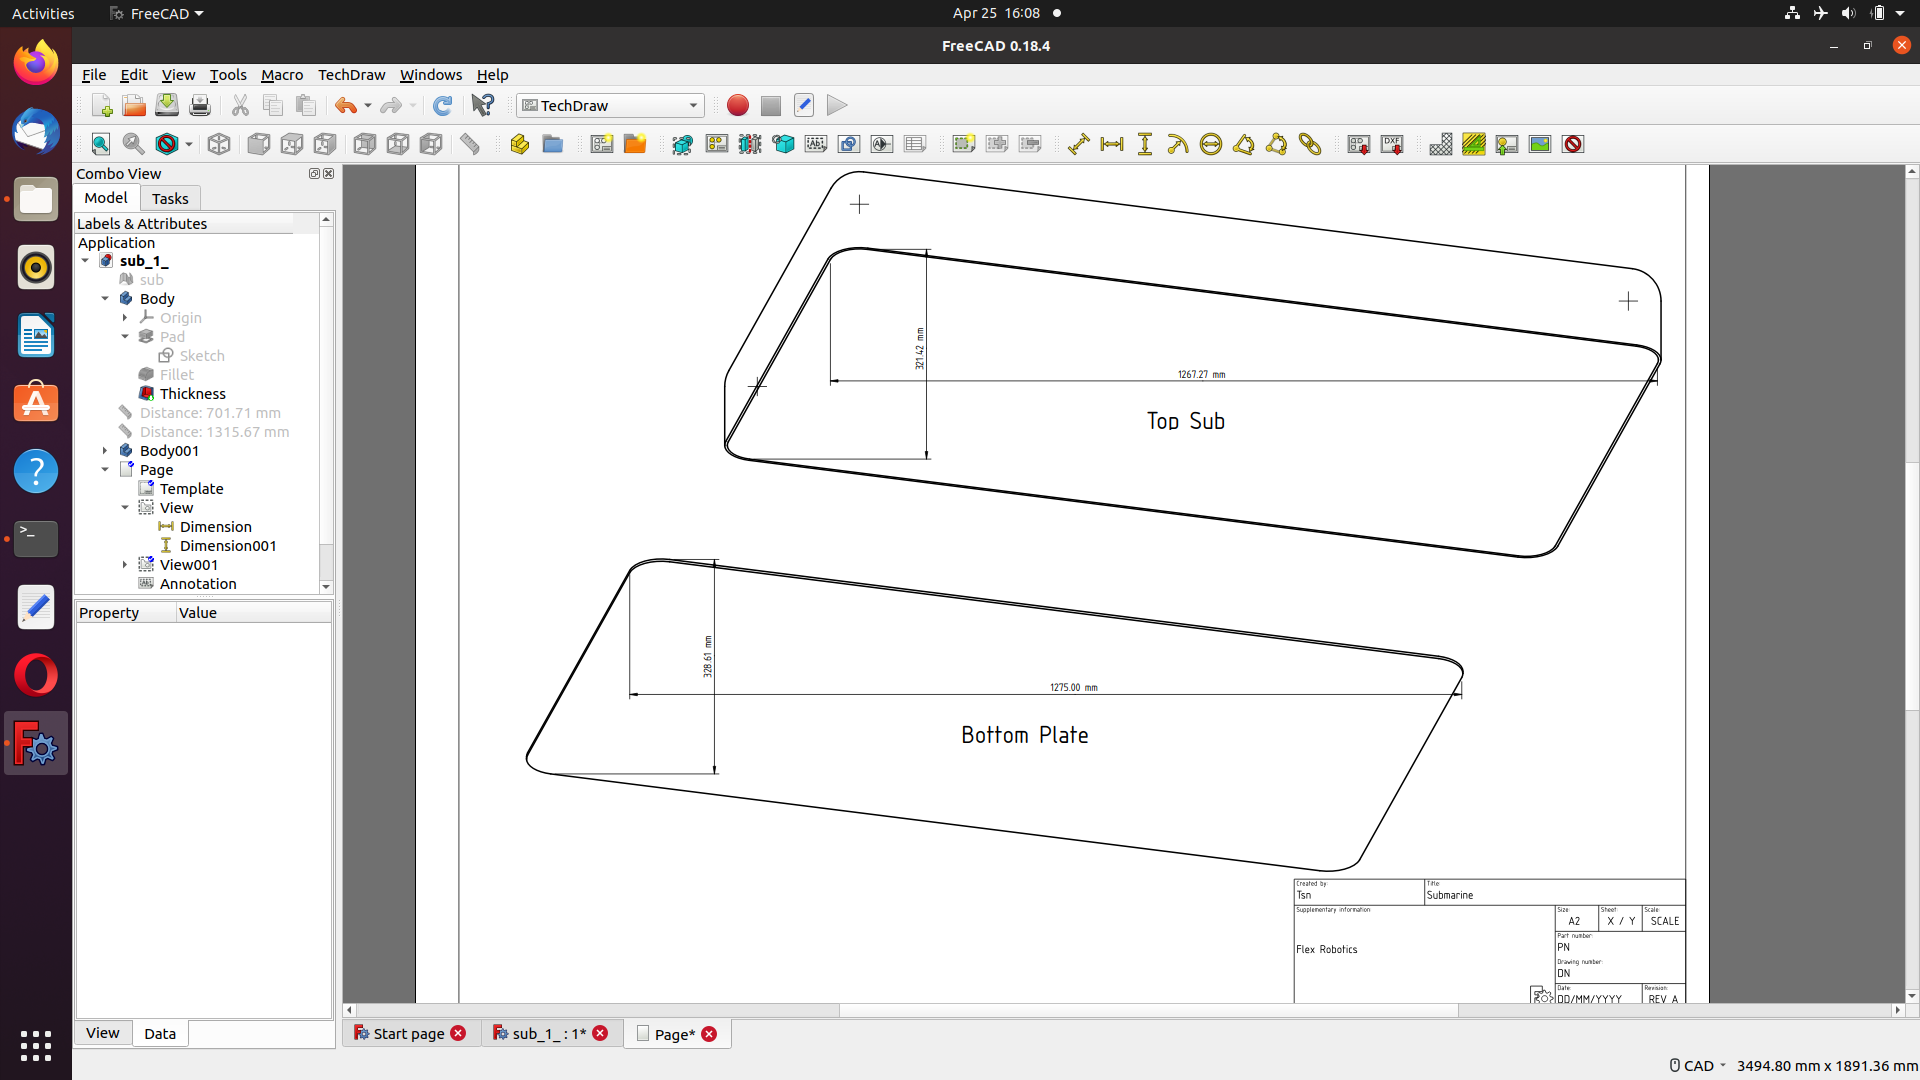 Activities
FreeCAD
Apr 25 16:08
FreeCAD 0.18.4
File Edit View Tools Macro TechDraw Windows Help
TechDraw
Combo View
Model Tasks
Labels & Attributes
Application
sub_1_
sub
Body
Origin
Pad
Sketch
Fillet
Thickness
Distance: 701.71 mm
Distance: 1315.67 mm
Body001
Page
Template
View
Dimension
Dimension001
View001
Annotation
Property Value
View Data
321.42 mm
1267.27 mm
Top Sub
328.61 mm
1275.00 mm
Bottom Plate
Created by:
Tsn
Title:
Submarine
Supplementary information
Flex Robotics
Size:
A2
Sheet:
X / Y
Scale:
SCALE
Part number:
PN
Drawing number:
DN
Date:
DD/MM/YYYY
Revision:
REV A
Start page
sub_1_ : 1*
Page*
CAD
3494.80 mm x 1891.36 mm